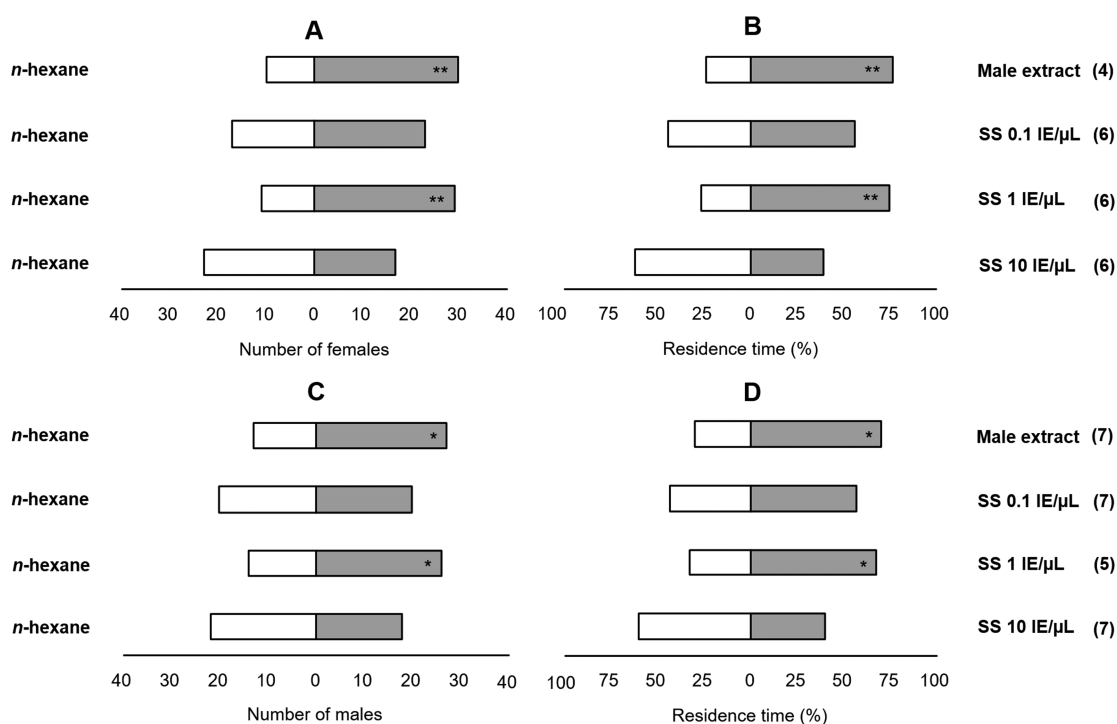 A B
n-hexane ** ** Male extract (4)
n-hexane SS 0.1 IE/µL (6)
n-hexane ** ** SS 1 IE/µL (6)
n-hexane SS 10 IE/µL (6)
40 30 20 10 0 10 20 30 40 100 75 50 25 0 25 50 75 100
Number of females Residence time (%)
C D
n-hexane * * Male extract (7)
n-hexane SS 0.1 IE/µL (7)
n-hexane * * SS 1 IE/µL (5)
n-hexane SS 10 IE/µL (7)
40 30 20 10 0 10 20 30 40 100 75 50 25 0 25 50 75 100
Number of males Residence time (%)